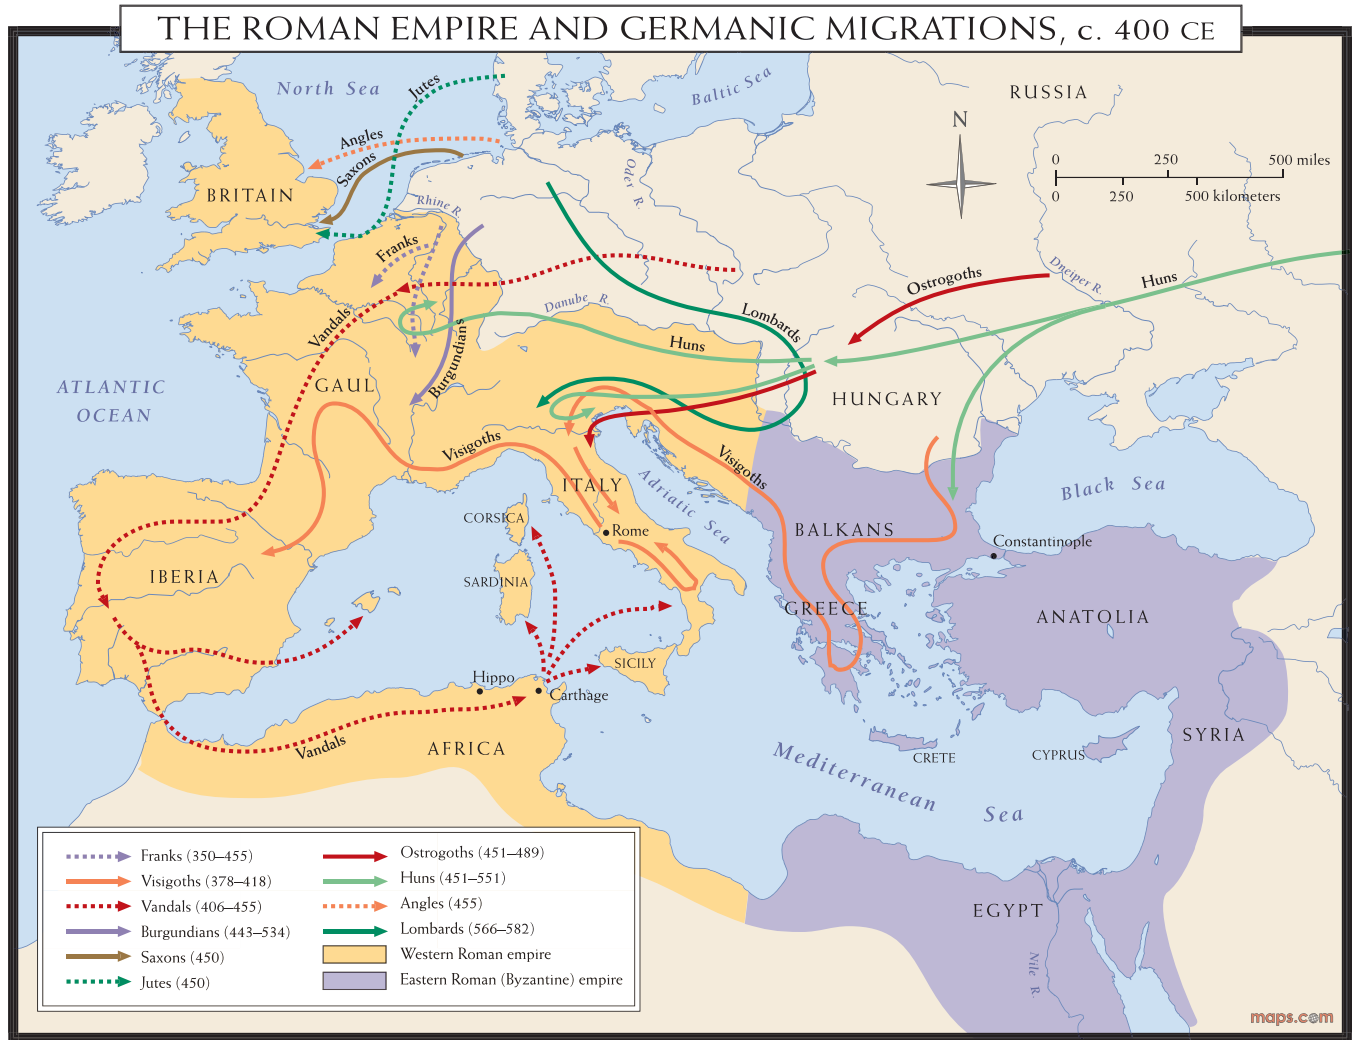 THE ROMAN EMPIRE AND GERMANIC MIGRATIONS, c. 400 CE
North Sea
Jutes
Baltic Sea
RUSSIA
N
0 250 500 miles
0 250 500 kilometers
Angles
Saxons
Oder R.
BRITAIN
Rhine R.
Franks
Dneiper R.
Huns
Ostrogoths
Danube R.
Vandals
Lombards
Huns
Burgundians
GAUL
ATLANTIC
OCEAN
HUNGARY
Visigoths
Visigoths
ITALY
Adriatic Sea
Black Sea
CORSICA
Rome
BALKANS
Constantinople
IBERIA
SARDINIA
GREECE
ANATOLIA
SICILY
Hippo
Carthage
Vandals
AFRICA
SYRIA
CRETE
CYPRUS
Mediterranean Sea
EGYPT
Nile R.
Franks (350–455)
Visigoths (378–418)
Vandals (406–455)
Burgundians (443–534)
Saxons (450)
Jutes (450)
Ostrogoths (451–489)
Huns (451–551)
Angles (455)
Lombards (566–582)
Western Roman empire
Eastern Roman (Byzantine) empire
maps.com